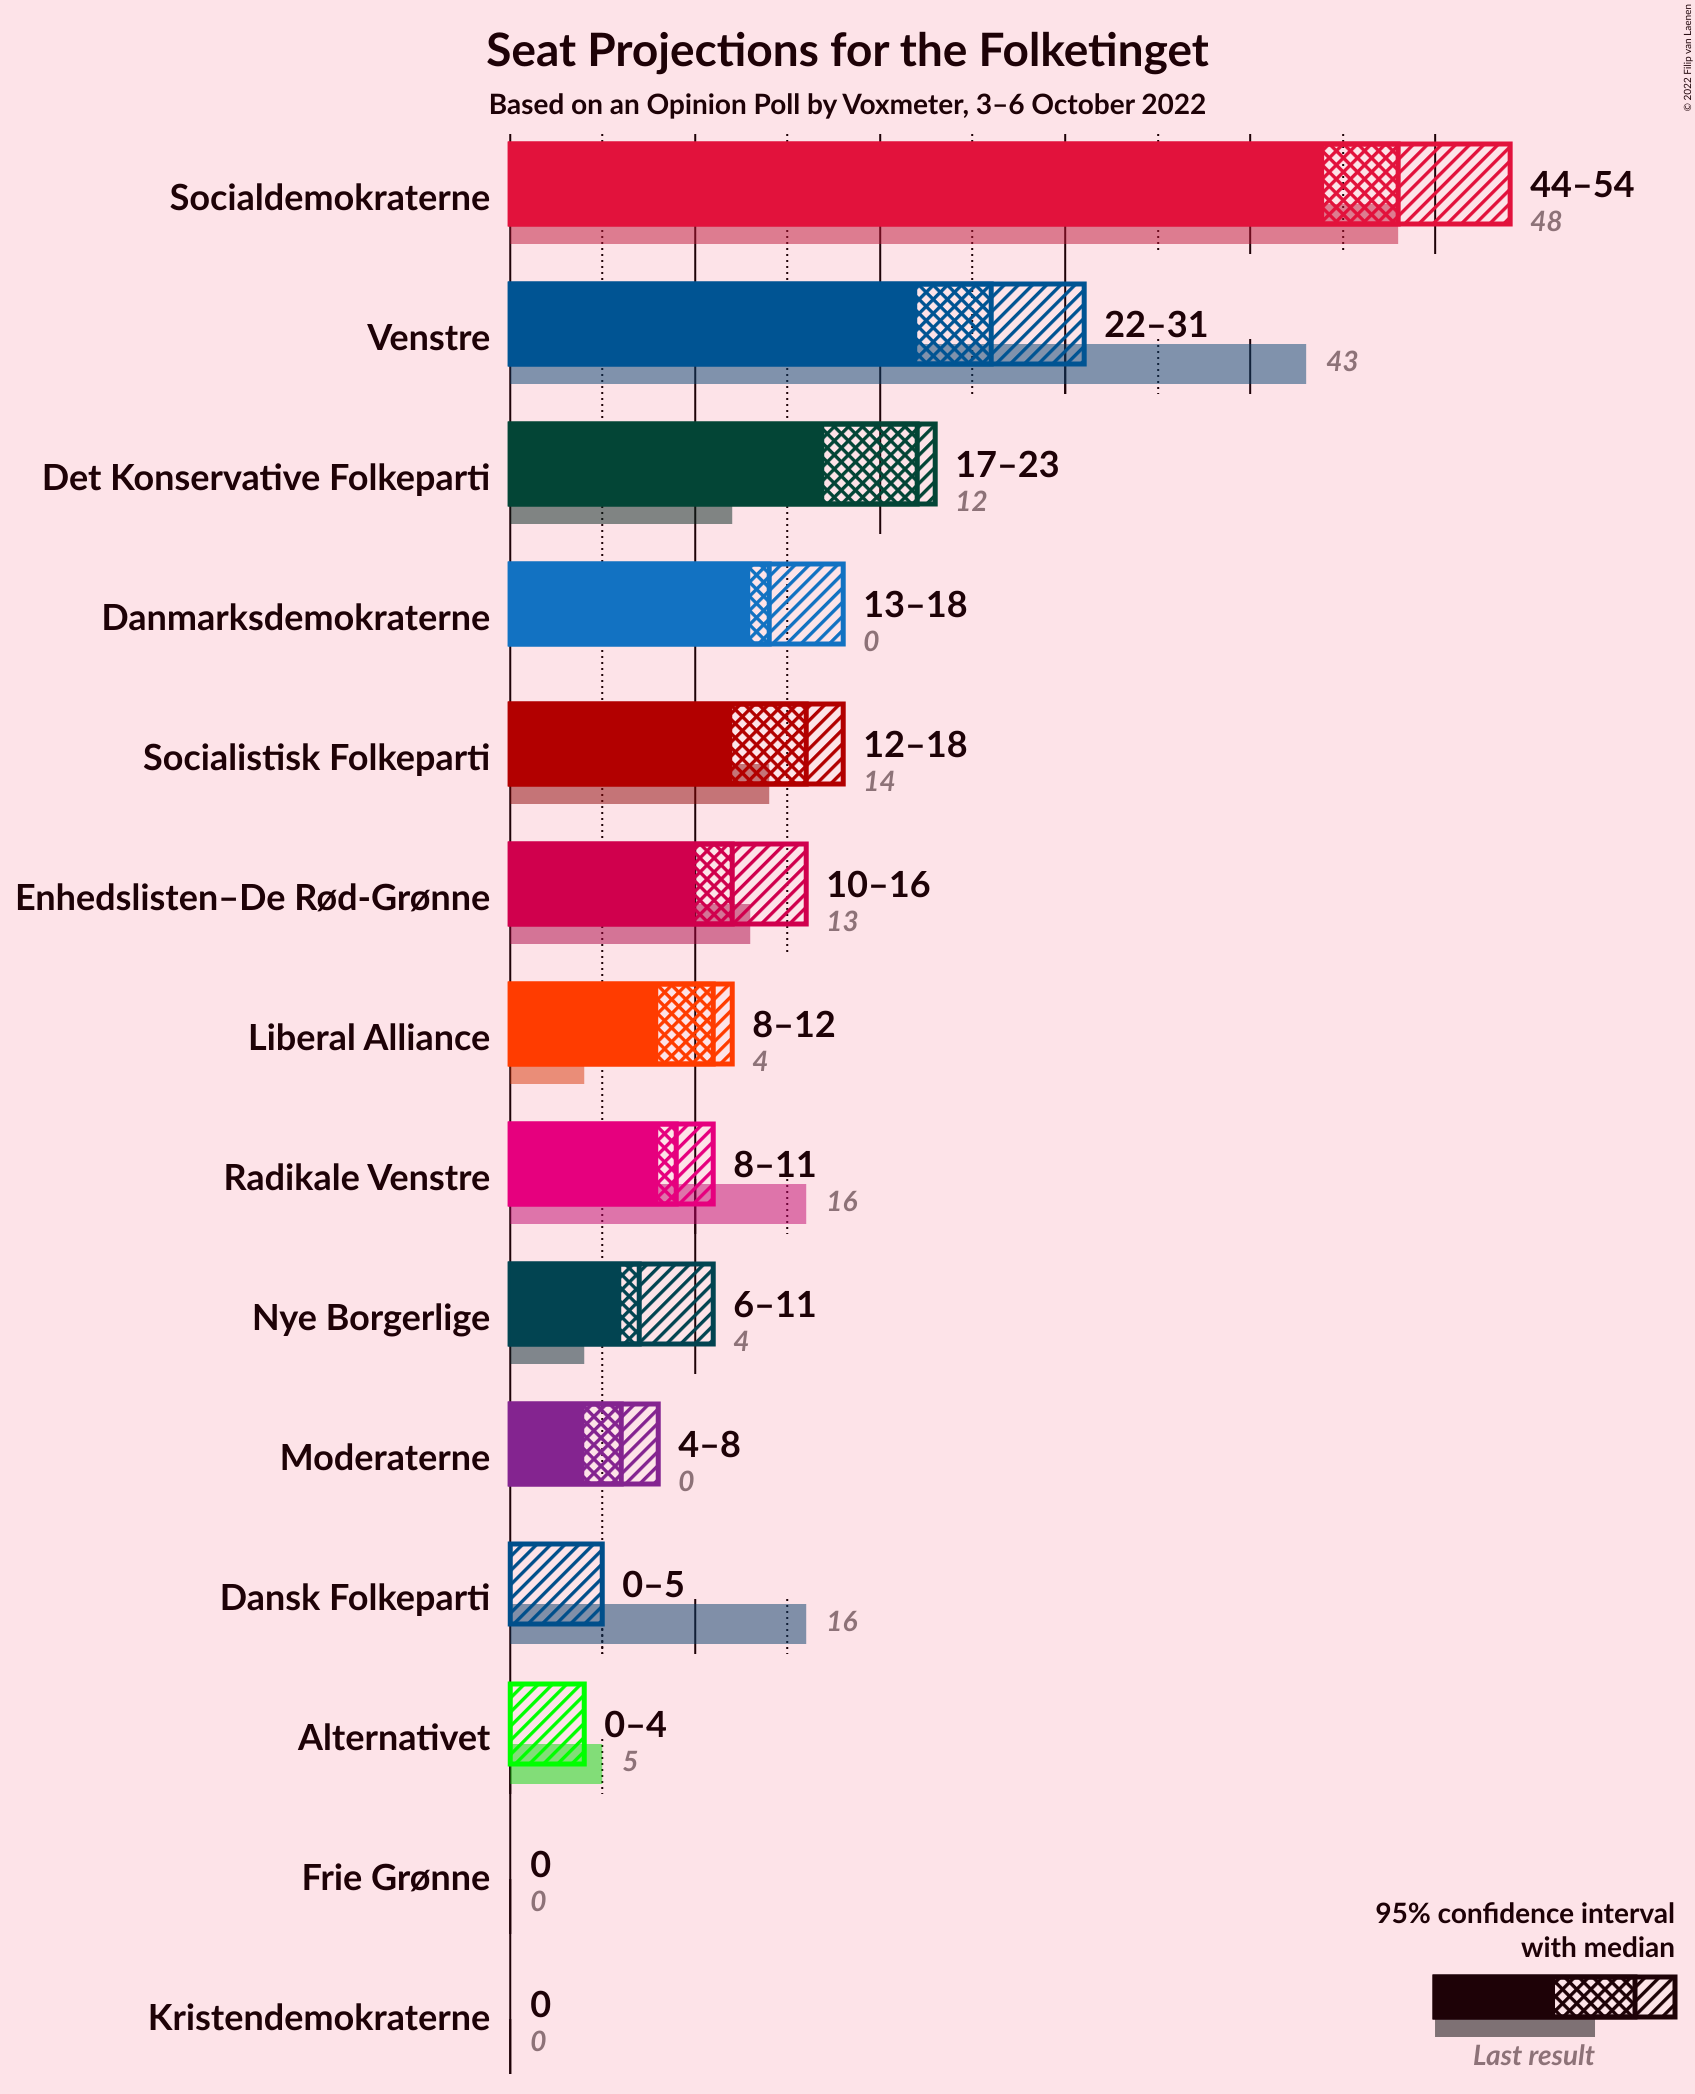 Seat Projections for the Folketinget
Based on an Opinion Poll by Voxmeter, 3–6 October 2022
© 2022 Filip van Laenen
Socialdemokraterne
44–54
48
Venstre
22–31
43
Det Konservative Folkeparti
17–23
12
Danmarksdemokraterne
13–18
0
Socialistisk Folkeparti
12–18
14
Enhedslisten–De Rød-Grønne
10–16
13
Liberal Alliance
8–12
4
Radikale Venstre
8–11
16
Nye Borgerlige
6–11
4
Moderaterne
4–8
0
Dansk Folkeparti
0–5
16
Alternativet
0–4
5
Frie Grønne
0
0
Kristendemokraterne
0
0
95% confidence interval
with median
Last result